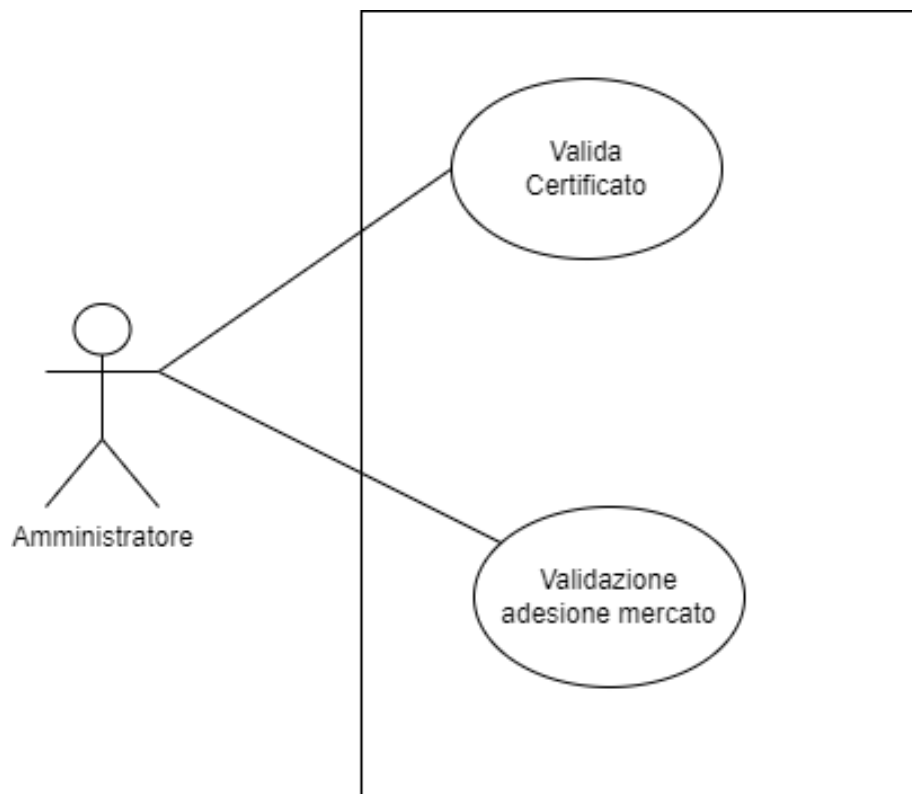 Valida
Certificato
Amministratore
Validazione
adesione mercato